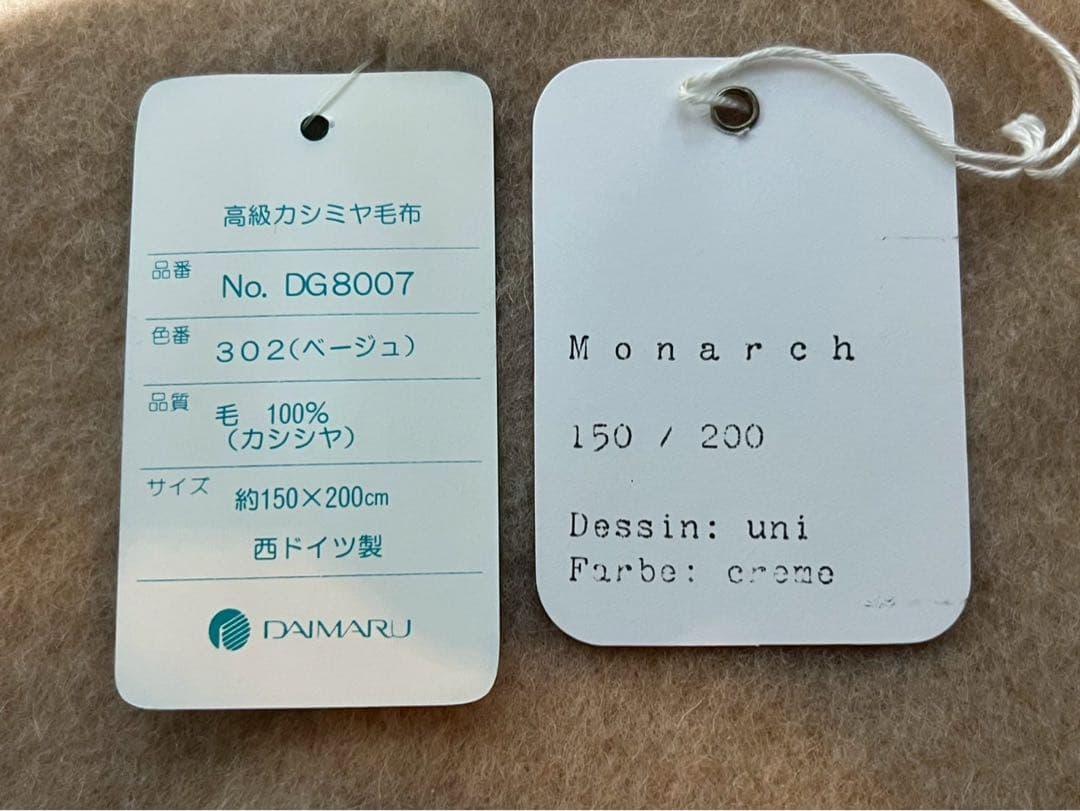 高級カシミヤ毛布
品番 No. DG8007
色番 302(ベージュ)
品質 毛 100%
(カシシヤ)
サイズ 約150×200cm
西ドイツ製
DAIMARU
Monarch
150 / 200
Dessin: uni
Farbe: creme